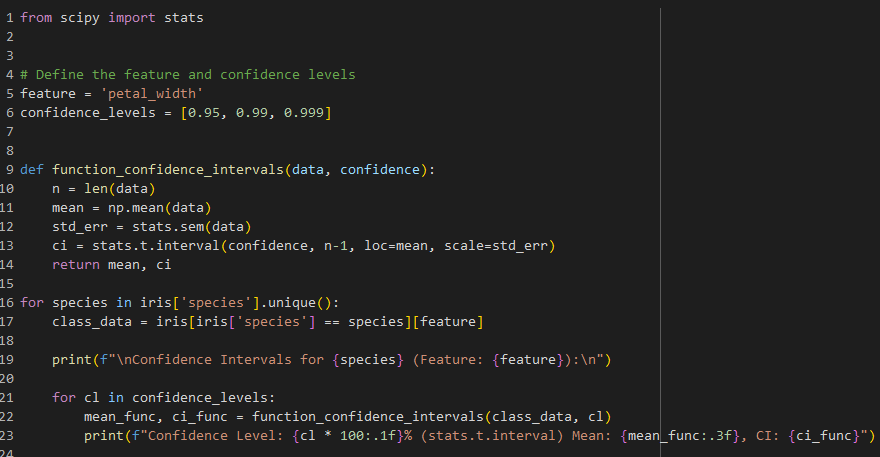 1 from scipy import stats
2
3
4 # Define the feature and confidence levels
5 feature = 'petal_width'
6 confidence_levels = [0.95, 0.99, 0.999]
7
8
9 def function_confidence_intervals(data, confidence):
10     n = len(data)
11     mean = np.mean(data)
12     std_err = stats.sem(data)
13     ci = stats.t.interval(confidence, n-1, loc=mean, scale=std_err)
14     return mean, ci
15
16 for species in iris['species'].unique():
17     class_data = iris[iris['species'] == species][feature]
18
19     print(f"\nConfidence Intervals for {species} (Feature: {feature}):\n")
20
21     for cl in confidence_levels:
22         mean_func, ci_func = function_confidence_intervals(class_data, cl)
23         print(f"Confidence Level: {cl * 100:.1f}% (stats.t.interval) Mean: {mean_func:.3f}, CI: {ci_func}")
24